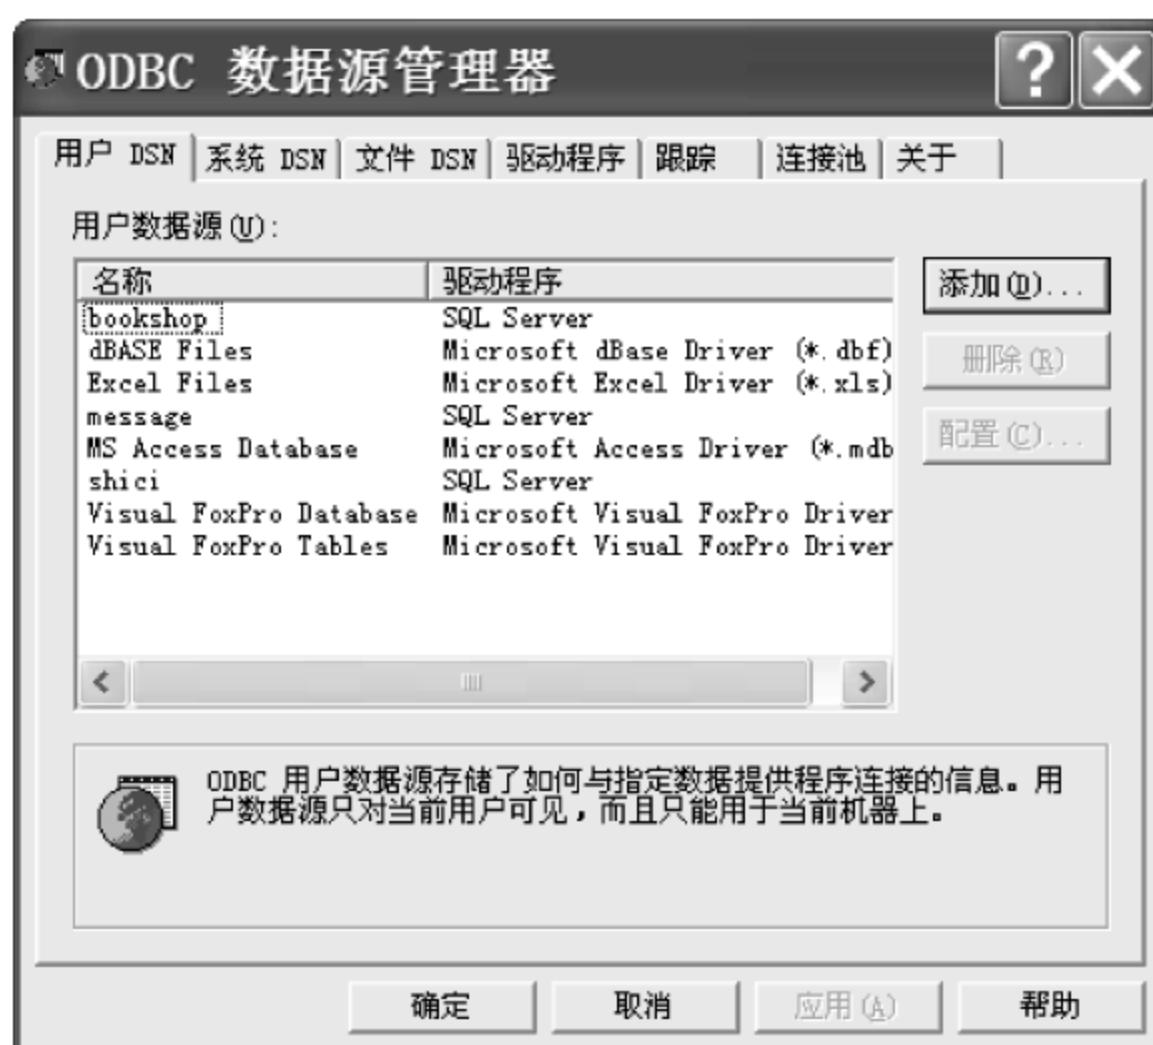 ODBC 数据源管理器
用户 DSN 系统 DSN 文件 DSN 驱动程序 跟踪 连接池 关于
用户数据源(U):
名称 驱动程序
bookshop SQL Server
dBASE Files Microsoft dBase Driver (*.dbf)
Excel Files Microsoft Excel Driver (*.xls)
message SQL Server
MS Access Database Microsoft Access Driver (*.mdb
shici SQL Server
Visual FoxPro Database Microsoft Visual FoxPro Driver
Visual FoxPro Tables Microsoft Visual FoxPro Driver
添加(D)...
删除(R)
配置(C)...
ODBC 用户数据源存储了如何与指定数据提供程序连接的信息。用
户数据源只对当前用户可见，而且只能用于当前机器上。
确定 取消 应用(A) 帮助